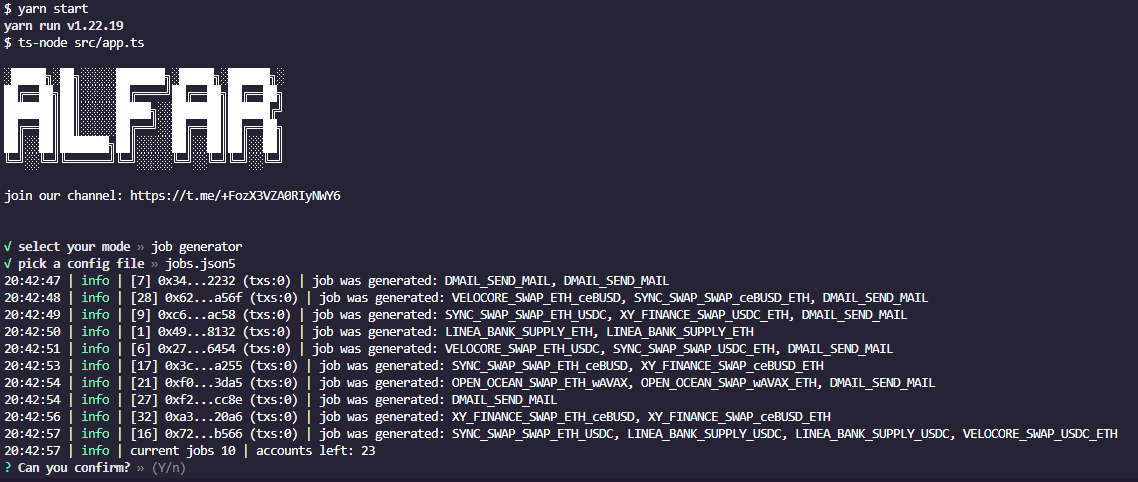 $ yarn start
yarn run v1.22.19
$ ts-node src/app.ts
ALFAR
join our channel: https://t.me/+FozX3VZA0RIyNWY6
√ select your mode » job generator
√ pick a config file » jobs.json5
20:42:47 | info | [7] 0x34...2232 (txs:0) | job was generated: DMAIL_SEND_MAIL, DMAIL_SEND_MAIL
20:42:48 | info | [28] 0x62...a56f (txs:0) | job was generated: VELOCORE_SWAP_ETH_ceBUSD, SYNC_SWAP_SWAP_ceBUSD_ETH, DMAIL_SEND_MAIL
20:42:49 | info | [9] 0xc6...ac58 (txs:0) | job was generated: SYNC_SWAP_SWAP_ETH_USDC, XY_FINANCE_SWAP_USDC_ETH, DMAIL_SEND_MAIL
20:42:50 | info | [1] 0x49...8132 (txs:0) | job was generated: LINEA_BANK_SUPPLY_ETH, LINEA_BANK_SUPPLY_ETH
20:42:51 | info | [6] 0x27...6454 (txs:0) | job was generated: VELOCORE_SWAP_ETH_USDC, SYNC_SWAP_SWAP_USDC_ETH, DMAIL_SEND_MAIL
20:42:53 | info | [17] 0x3c...a255 (txs:0) | job was generated: SYNC_SWAP_SWAP_ETH_ceBUSD, XY_FINANCE_SWAP_ceBUSD_ETH
20:42:54 | info | [21] 0xf0...3da5 (txs:0) | job was generated: OPEN_OCEAN_SWAP_ETH_wAVAX, OPEN_OCEAN_SWAP_wAVAX_ETH, DMAIL_SEND_MAIL
20:42:54 | info | [27] 0xf2...cc8e (txs:0) | job was generated: DMAIL_SEND_MAIL
20:42:56 | info | [32] 0xa3...20a6 (txs:0) | job was generated: XY_FINANCE_SWAP_ETH_ceBUSD, XY_FINANCE_SWAP_ceBUSD_ETH
20:42:57 | info | [16] 0x72...b566 (txs:0) | job was generated: SYNC_SWAP_SWAP_ETH_USDC, LINEA_BANK_SUPPLY_USDC, LINEA_BANK_SUPPLY_USDC, VELOCORE_SWAP_USDC_ETH
20:42:57 | info | current jobs 10 | accounts left: 23
? Can you confirm? » (Y/n)